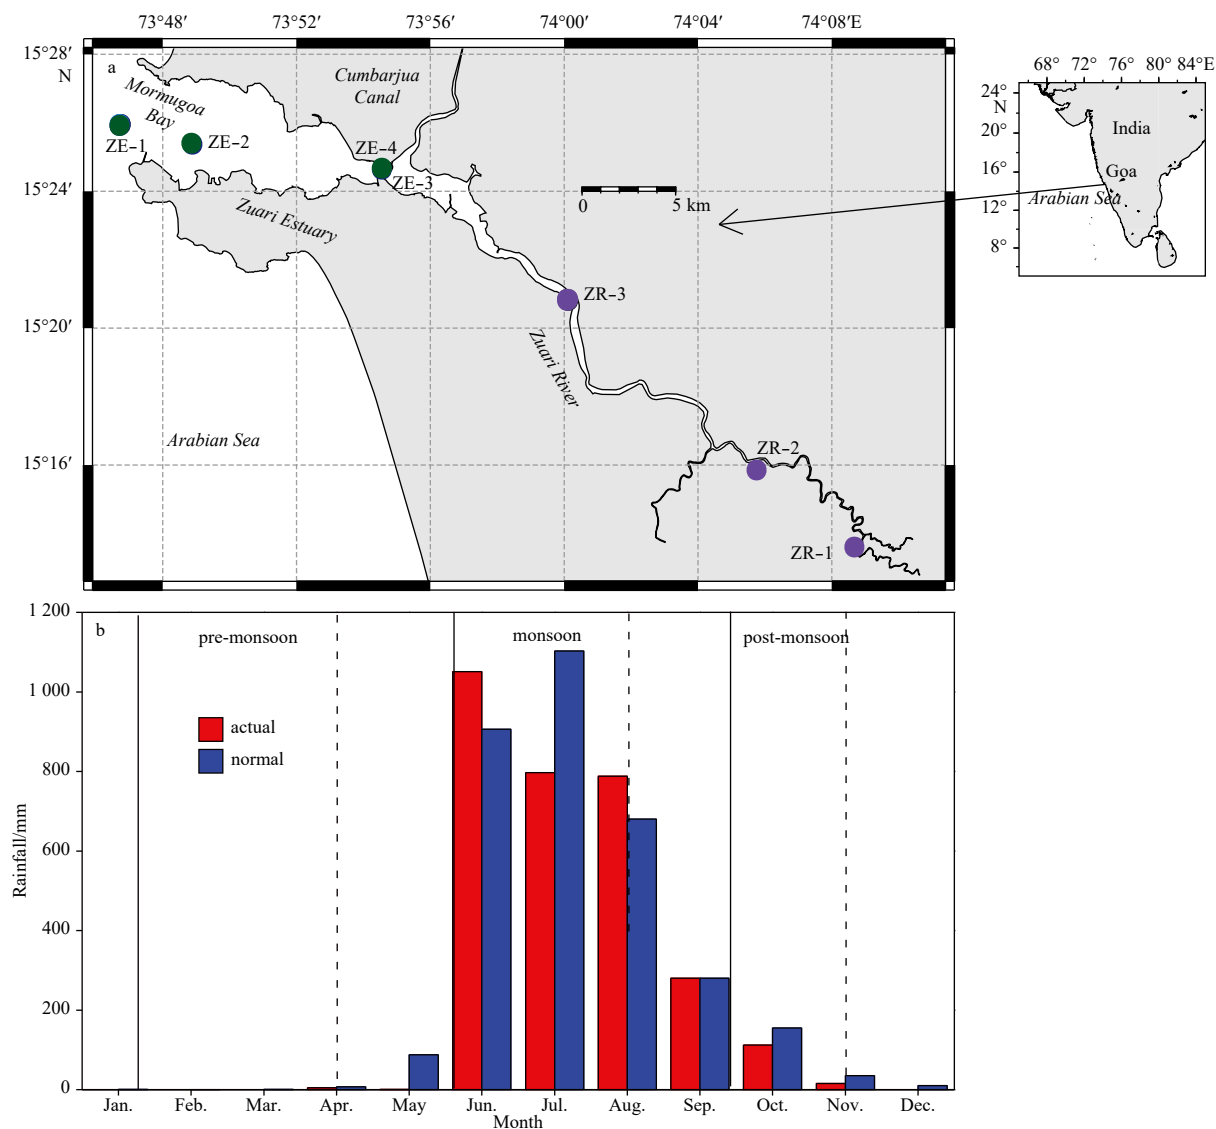 73°48′ 73°52′ 73°56′ 74°00′ 74°04′ 74°08′E
15°28′
N
15°24′
15°20′
15°16′
a
Mormugoa
Bay
Cumbarjua
Canal
ZE-1
ZE-2
ZE-4
ZE-3
Zuari Estuary
0 5 km
ZR-3
Zuari River
Arabian Sea
ZR-2
ZR-1
68° 72° 76° 80° 84°E
24°
N
20°
16°
12°
8°
India
Goa
Arabian Sea
b
pre-monsoon monsoon post-monsoon
actual
normal
Rainfall/mm
1 200
1 000
800
600
400
200
0
Jan. Feb. Mar. Apr. May Jun. Jul. Aug. Sep. Oct. Nov. Dec.
Month